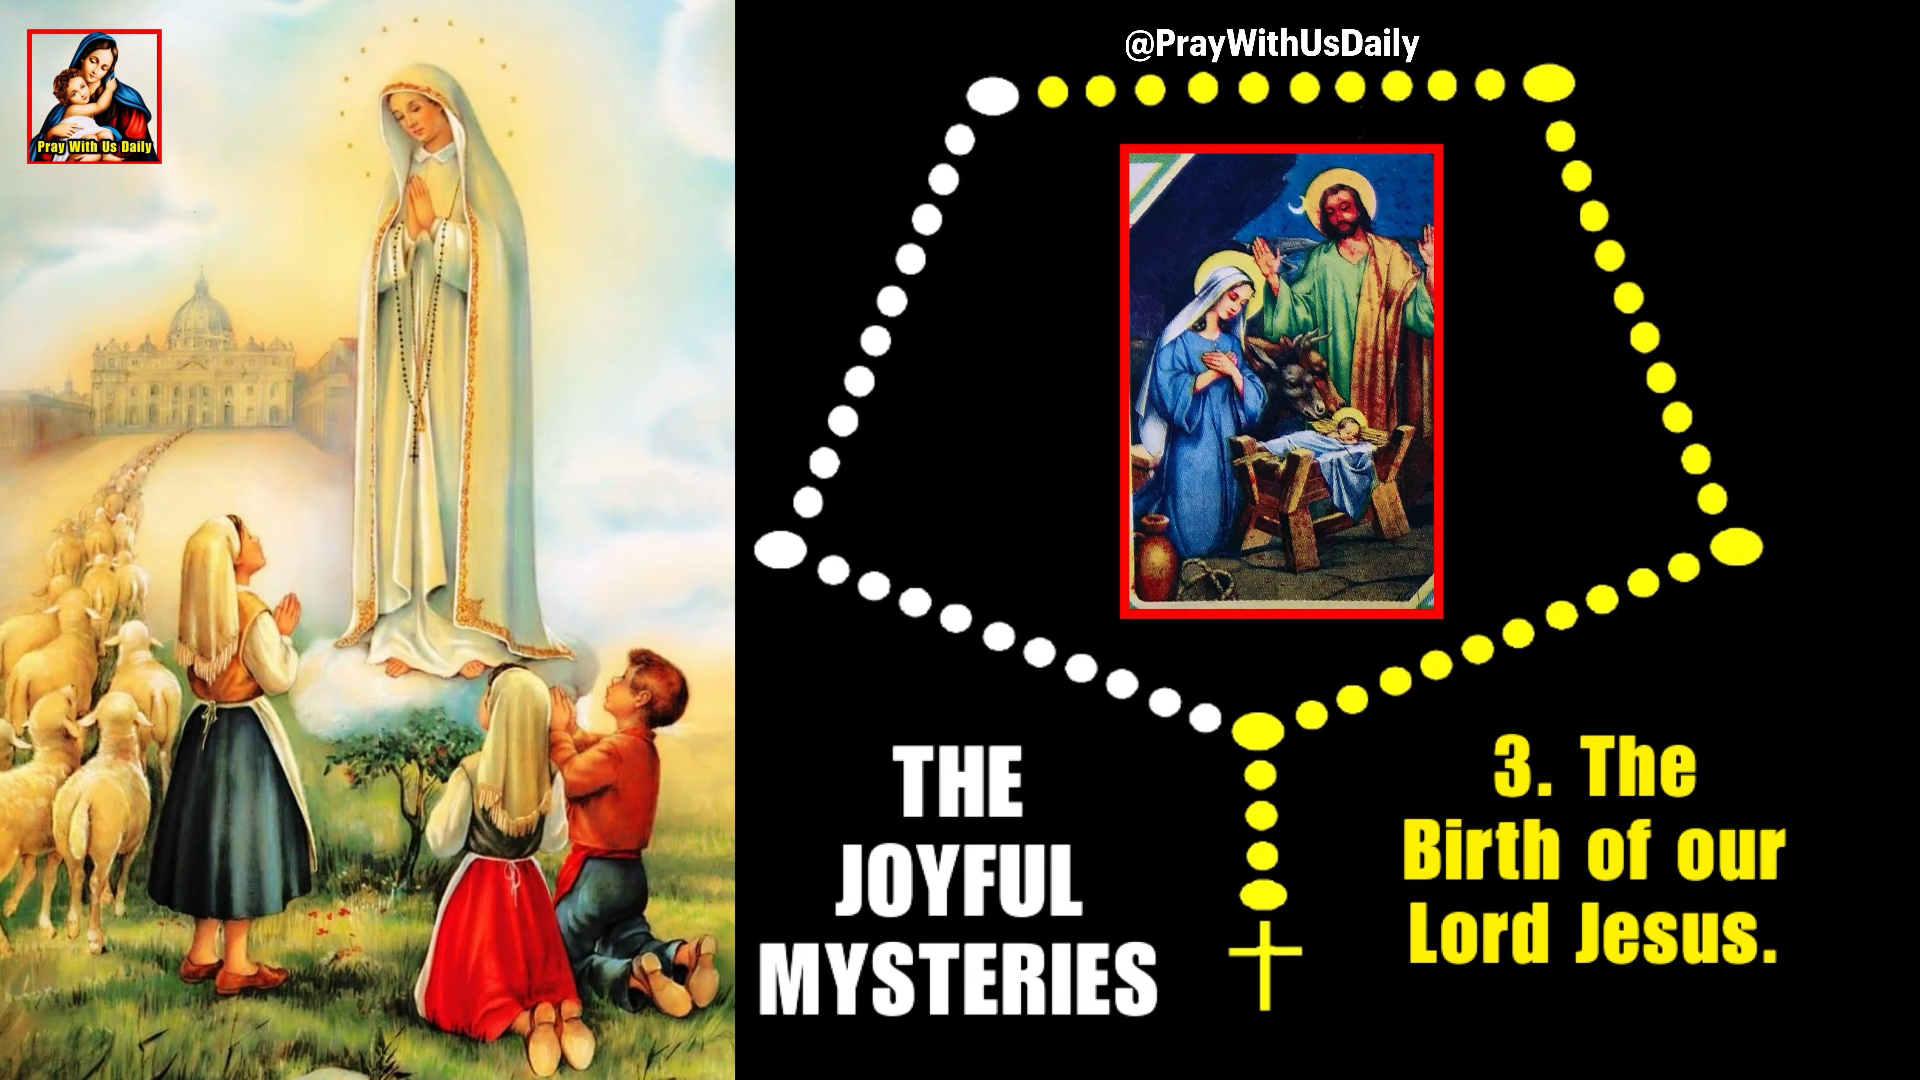 Pray With Us Daily
@PrayWithUsDaily
THE
JOYFUL
MYSTERIES
3. The
Birth of our
Lord Jesus.